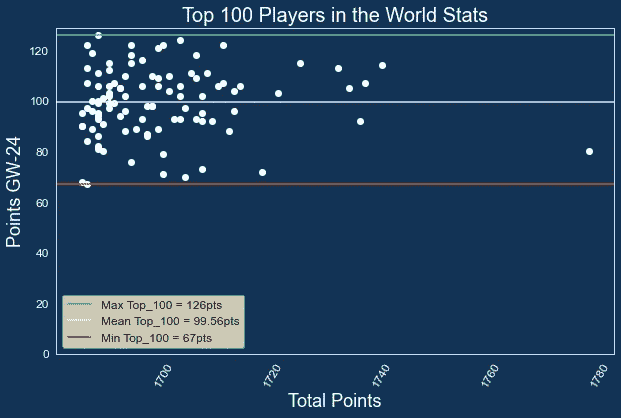 Top 100 Players in the World Stats
Points GW-24
120
100
80
60
40
20
0
Max Top_100 = 126pts
Mean Top_100 = 99.56pts
Min Top_100 = 67pts
1700
1720
1740
1760
1780
Total Points